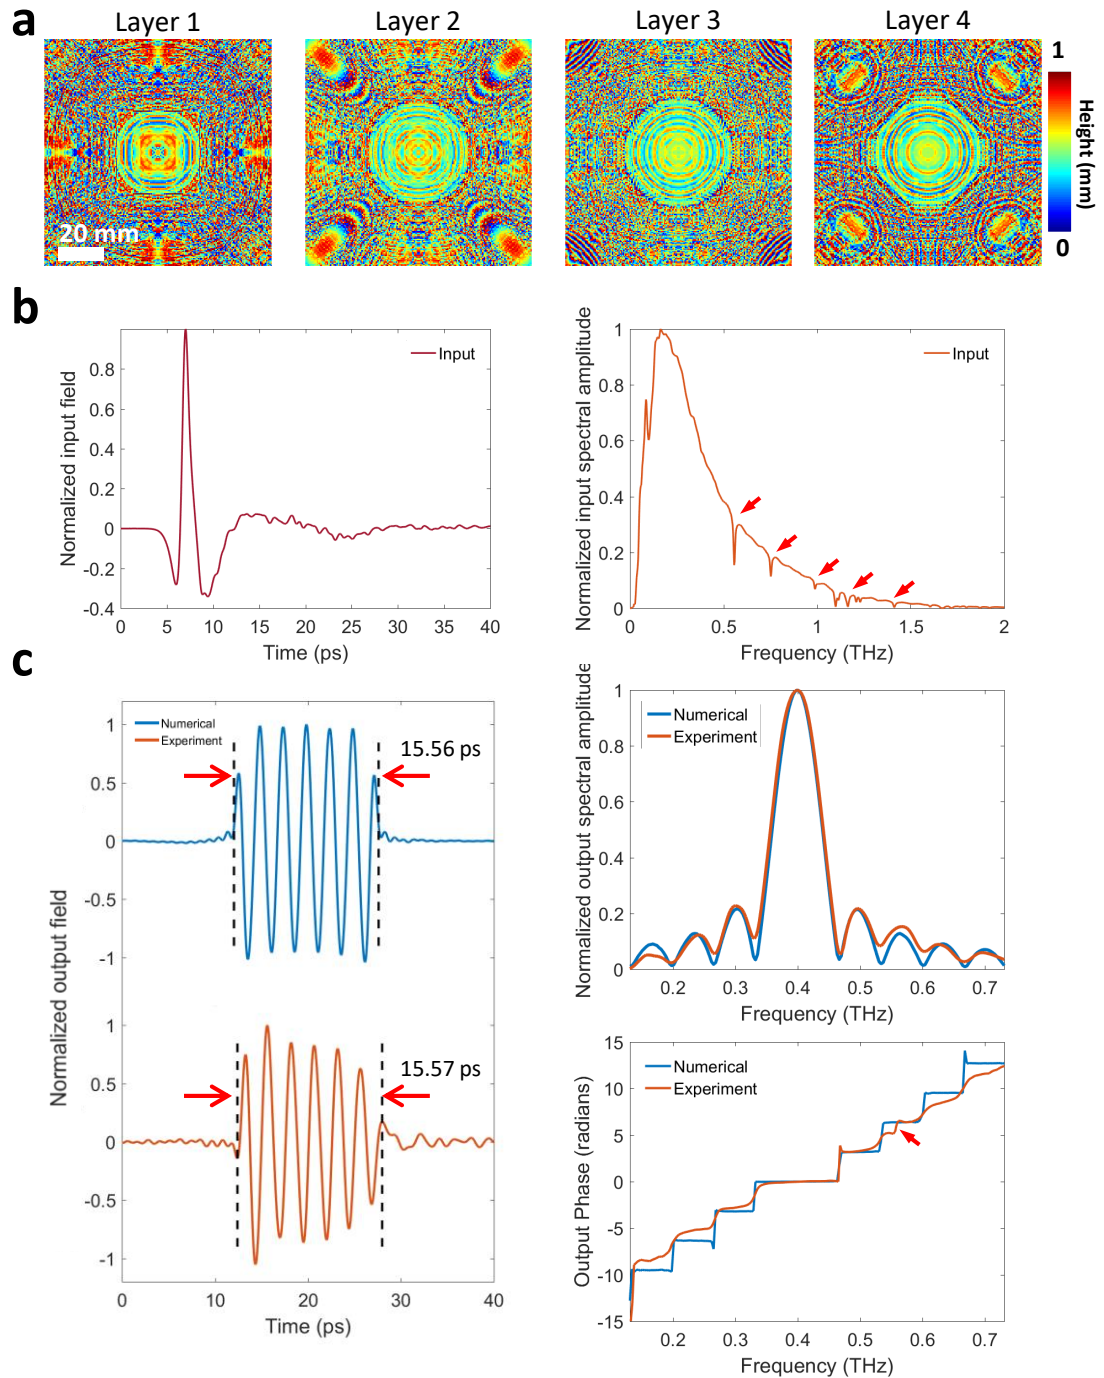 a
Layer 1
Layer 2
Layer 3
Layer 4
1
Height (mm)
0
20 mm
b
Normalized input field
0.8
0.6
0.4
0.2
0
-0.2
-0.4
0
5
10
15
20
25
30
35
40
Time (ps)
Input
Normalized input spectral amplitude
1
0.8
0.6
0.4
0.2
0
0
0.5
1
1.5
2
Frequency (THz)
Input
c
Normalized output field
Numerical
Experiment
1
0.5
0
-0.5
-1
15.56 ps
1
0.5
0
-0.5
-1
15.57 ps
0
10
20
30
40
Time (ps)
Normalized output spectral amplitude
1
0.8
0.6
0.4
0.2
0
Numerical
Experiment
0.2
0.3
0.4
0.5
0.6
0.7
Frequency (THz)
Output Phase (radians)
15
10
5
0
-5
-10
-15
Numerical
Experiment
0.2
0.3
0.4
0.5
0.6
0.7
Frequency (THz)